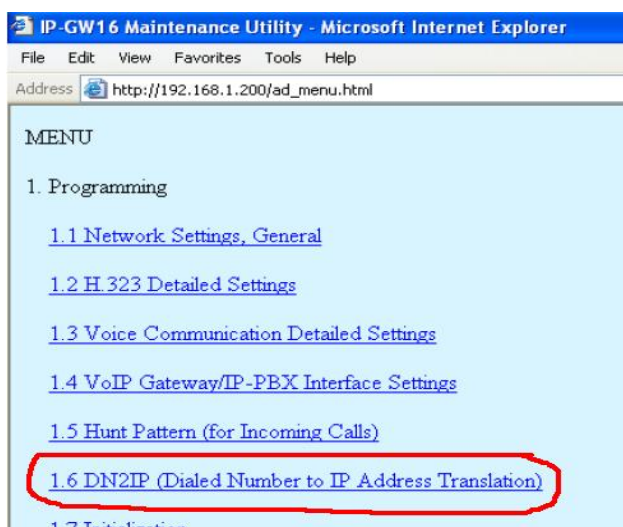 IP-GW16 Maintenance Utility - Microsoft Internet Explorer
File Edit View Favorites Tools Help
Address http://192.168.1.200/ad_menu.html
MENU
1. Programming
1.1 Network Settings, General
1.2 H.323 Detailed Settings
1.3 Voice Communication Detailed Settings
1.4 VoIP Gateway/IP-PBX Interface Settings
1.5 Hunt Pattern (for Incoming Calls)
1.6 DN2IP (Dialed Number to IP Address Translation)
1.7 Initialization